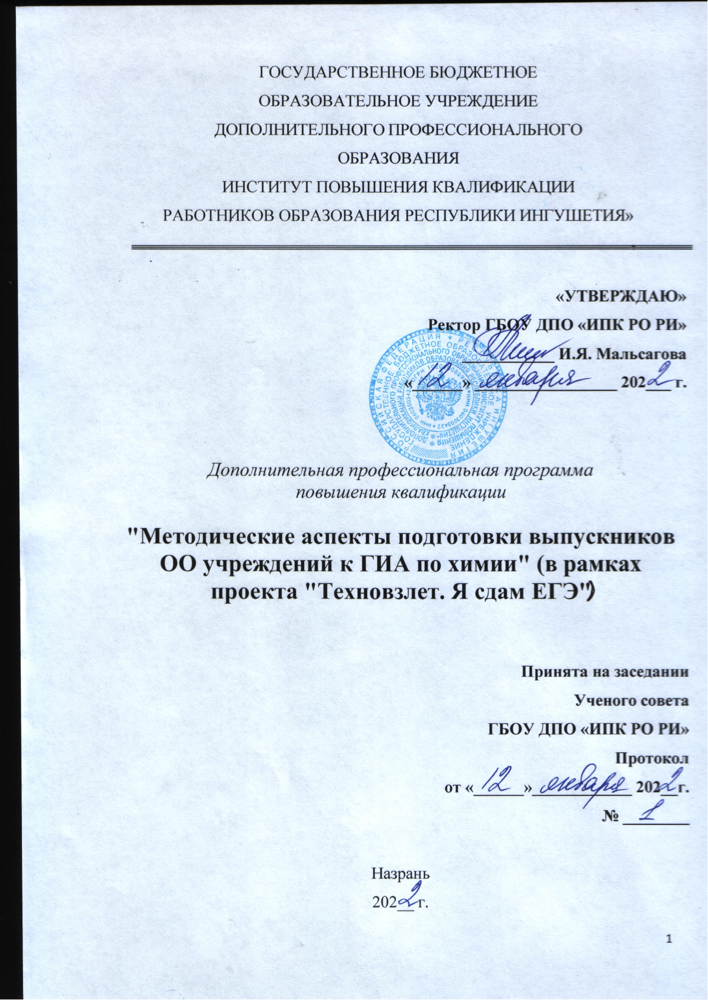 ГОСУДАРСТВЕННОЕ БЮДЖЕТНОЕ
ОБРАЗОВАТЕЛЬНОЕ УЧРЕЖДЕНИЕ
ДОПОЛНИТЕЛЬНОГО ПРОФЕССИОНАЛЬНОГО
ОБРАЗОВАНИЯ
ИНСТИТУТ ПОВЫШЕНИЯ КВАЛИФИКАЦИИ
РАБОТНИКОВ ОБРАЗОВАНИЯ РЕСПУБЛИКИ ИНГУШЕТИЯ»
«УТВЕРЖДАЮ»
Ректор ГБОУ ДПО «ИПК РО РИ»
И.Я. Мальсагова
«12» января 2022 г.
Дополнительная профессиональная программа
повышения квалификации
"Методические аспекты подготовки выпускников
ОО учреждений к ГИА по химии" (в рамках
проекта "Техновзлет. Я сдам ЕГЭ")
Принята на заседании
Ученого совета
ГБОУ ДПО «ИПК РО РИ»
Протокол
от «12» января 2022г.
№ 1
Назрань
2022 г.
1